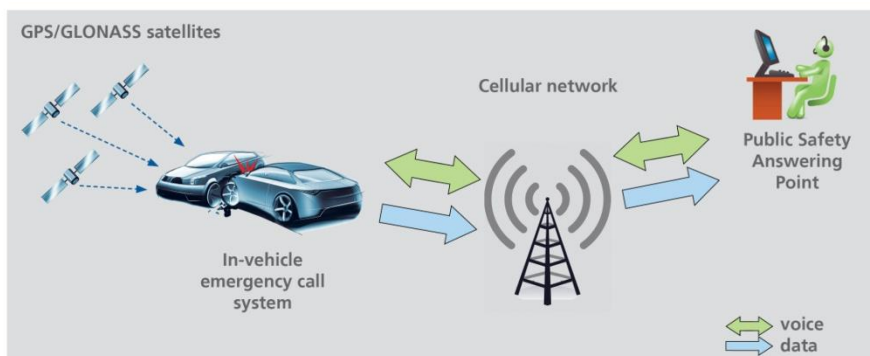 GPS/GLONASS satellites
Cellular network
Public Safety
Answering
Point
In-vehicle
emergency call
system
voice
data